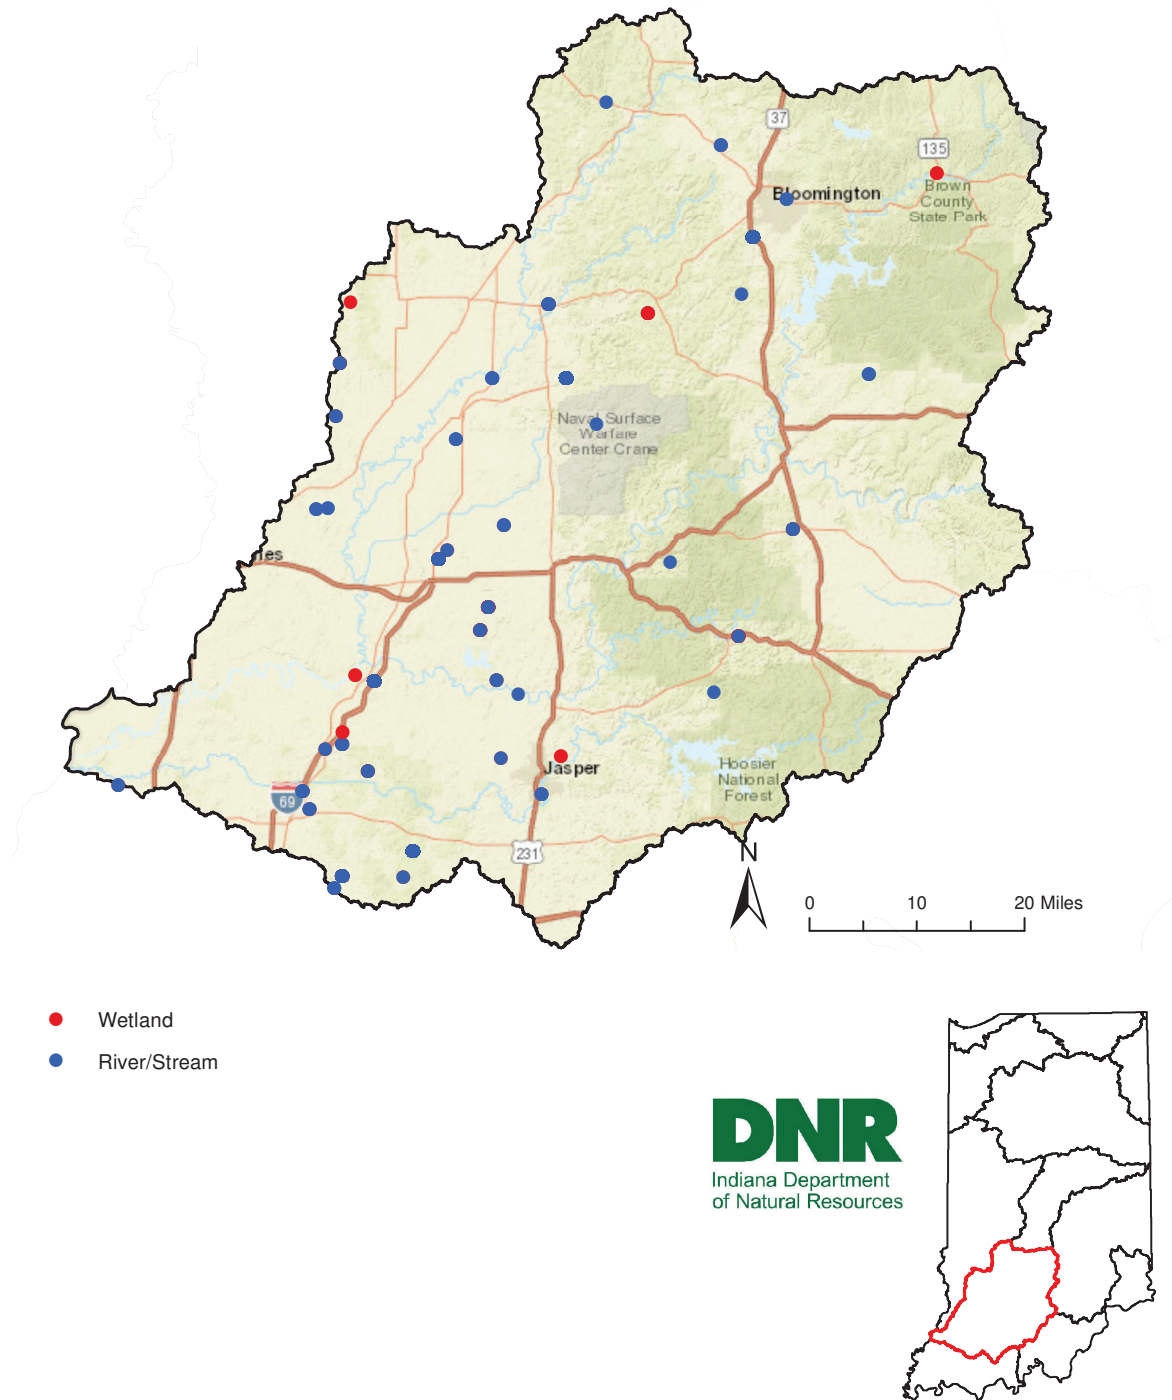 37
135
Bloomington
Brown
County
State Park
Naval Surface
Warfare
Center Crane
nes
Jasper
Hoosier
National
Forest
69
231
N
0 10 20 Miles
Wetland
River/Stream
DNR
Indiana Department
of Natural Resources